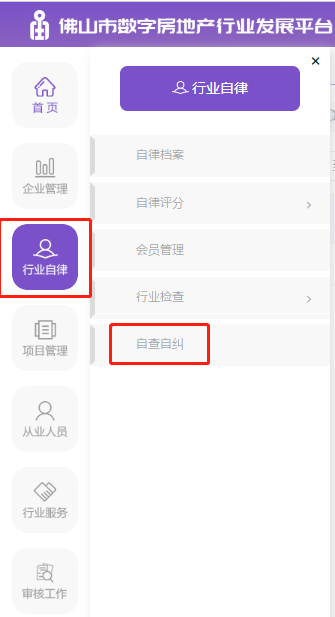 佛山市数字房地产行业发展平台
首 页
企业管理
行业自律
项目管理
从业人员
行业服务
审核工作
×
行业自律
自律档案
自律评分
会员管理
行业检查
自查自纠